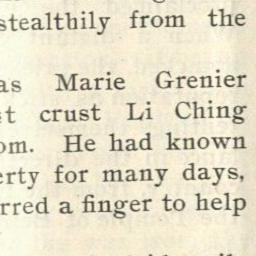 stealthily from the
as Marie Grenier
st crust Li Ching
om. He had known
erty for many days,
rred a finger to help